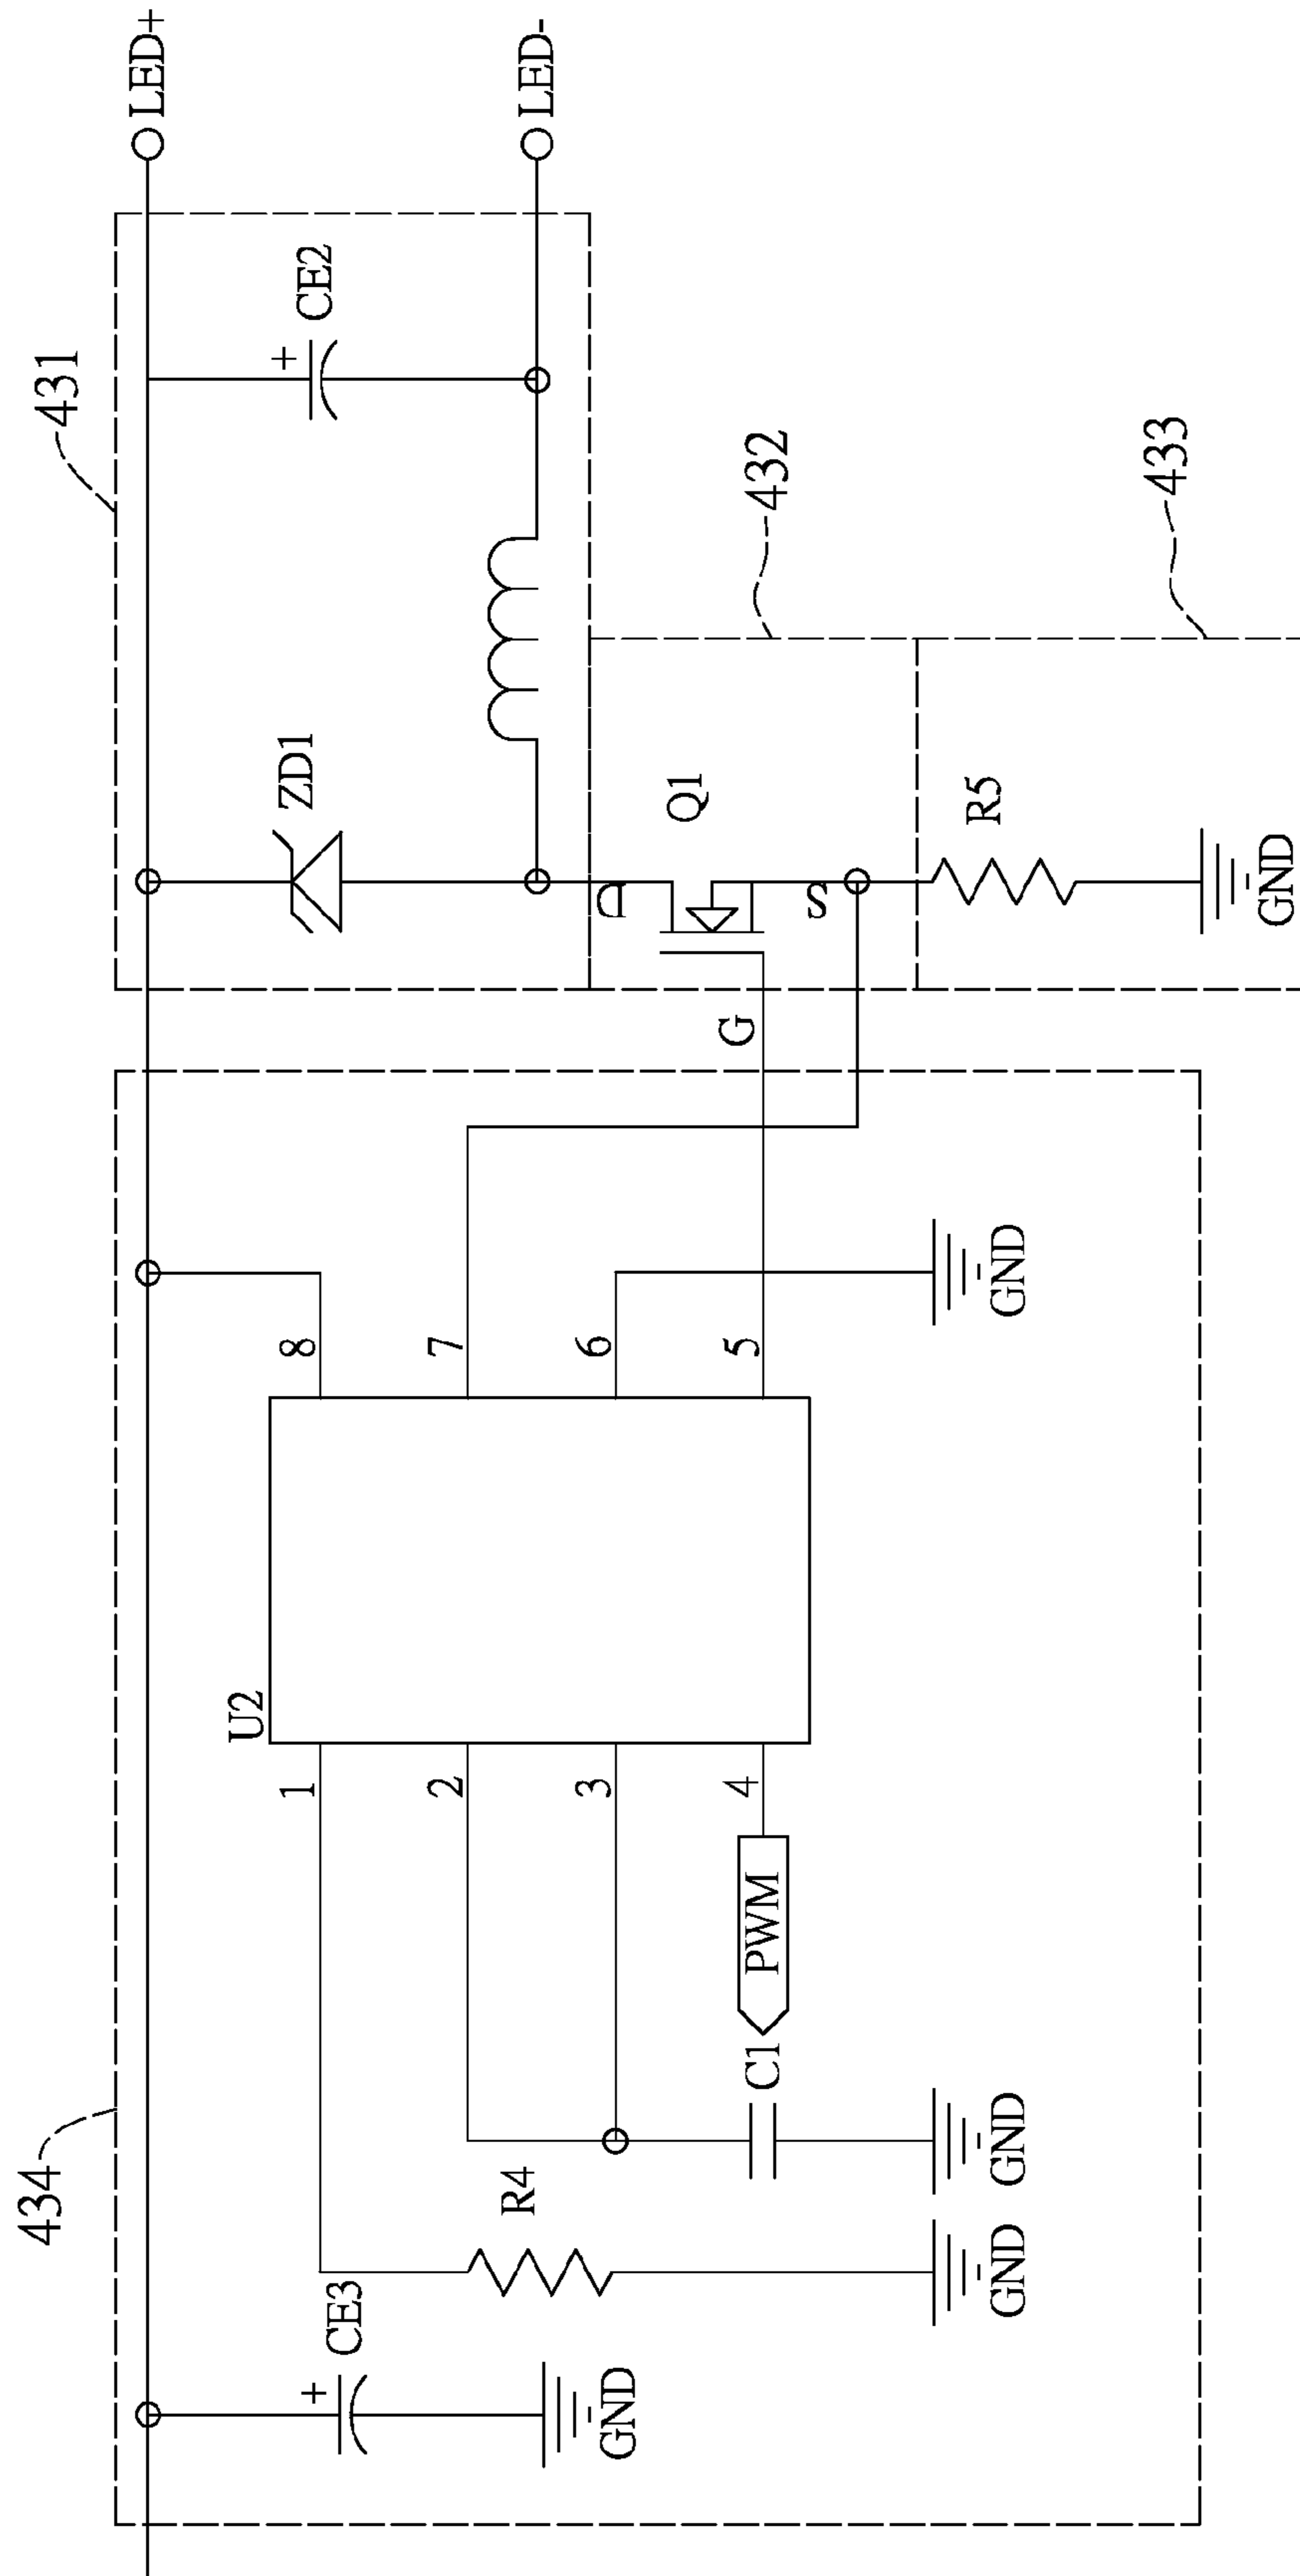 434
431
432
433
LED+
LED-
CE2
ZD1
Q1
D
S
G
R5
GND
U2
1
2
3
4
8
7
6
5
PWM
C1
R4
CE3
GND
GND
GND
GND